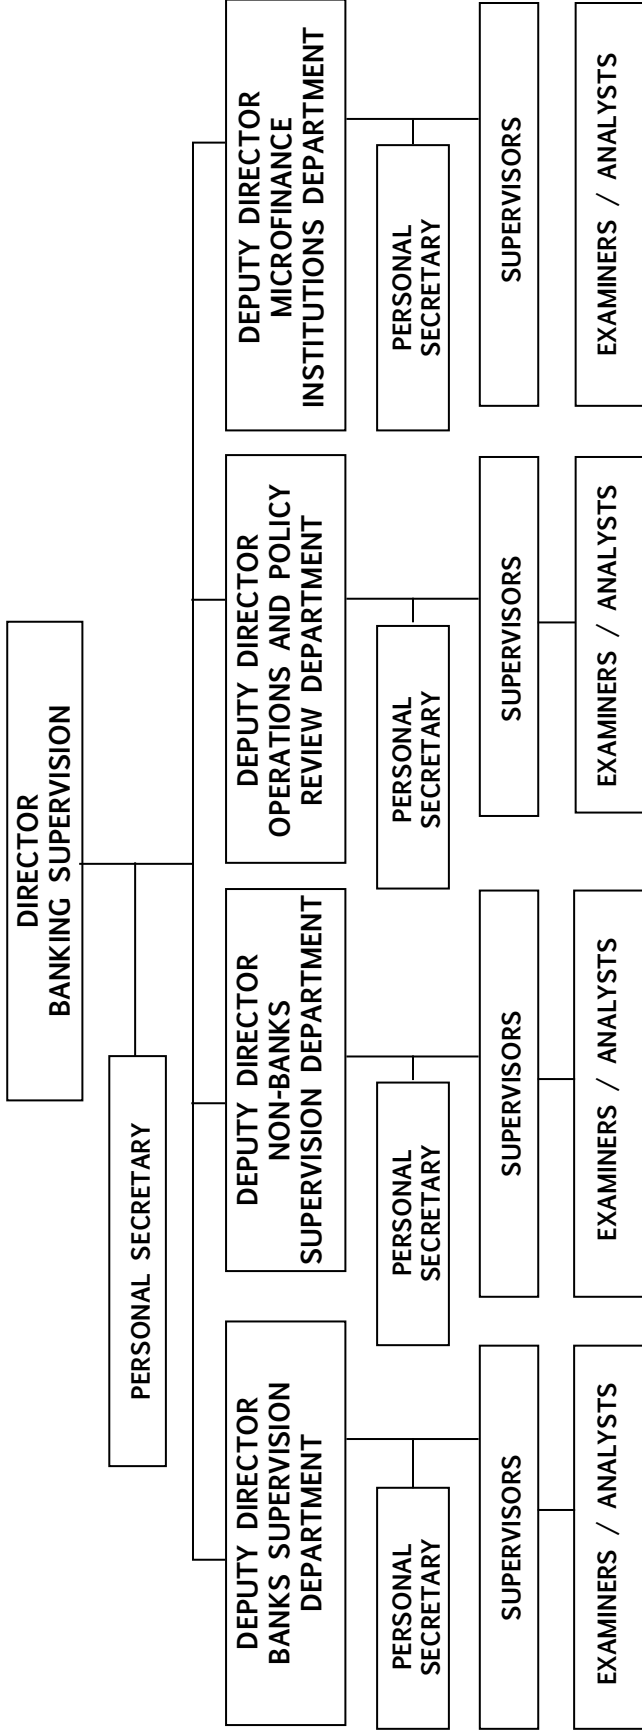 DIRECTOR
BANKING SUPERVISION
PERSONAL SECRETARY
DEPUTY DIRECTOR
BANKS SUPERVISION
DEPARTMENT
DEPUTY DIRECTOR
NON-BANKS
SUPERVISION DEPARTMENT
DEPUTY DIRECTOR
OPERATIONS AND POLICY
REVIEW DEPARTMENT
DEPUTY DIRECTOR
MICROFINANCE
INSTITUTIONS DEPARTMENT
PERSONAL
SECRETARY
PERSONAL
SECRETARY
PERSONAL
SECRETARY
PERSONAL
SECRETARY
SUPERVISORS
SUPERVISORS
SUPERVISORS
SUPERVISORS
EXAMINERS / ANALYSTS
EXAMINERS / ANALYSTS
EXAMINERS / ANALYSTS
EXAMINERS / ANALYSTS